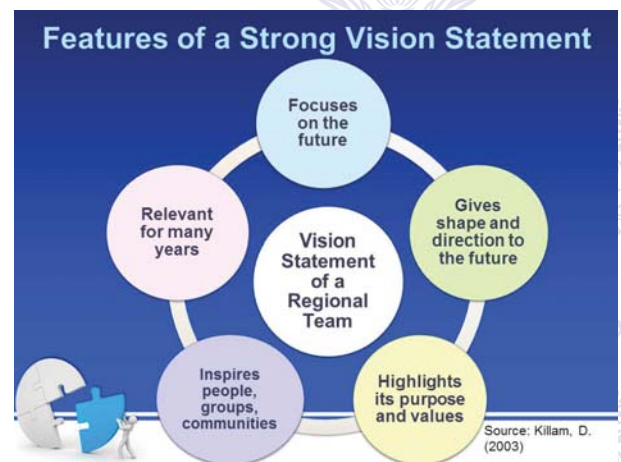 Features of a Strong Vision Statement
Focuses
on the
future
Gives
shape and
direction to
the future
Highlights
its purpose
and values
Inspires
people,
groups,
communities
Relevant
for many
years
Vision
Statement
of a
Regional
Team
Source: Killam, D.
(2003)